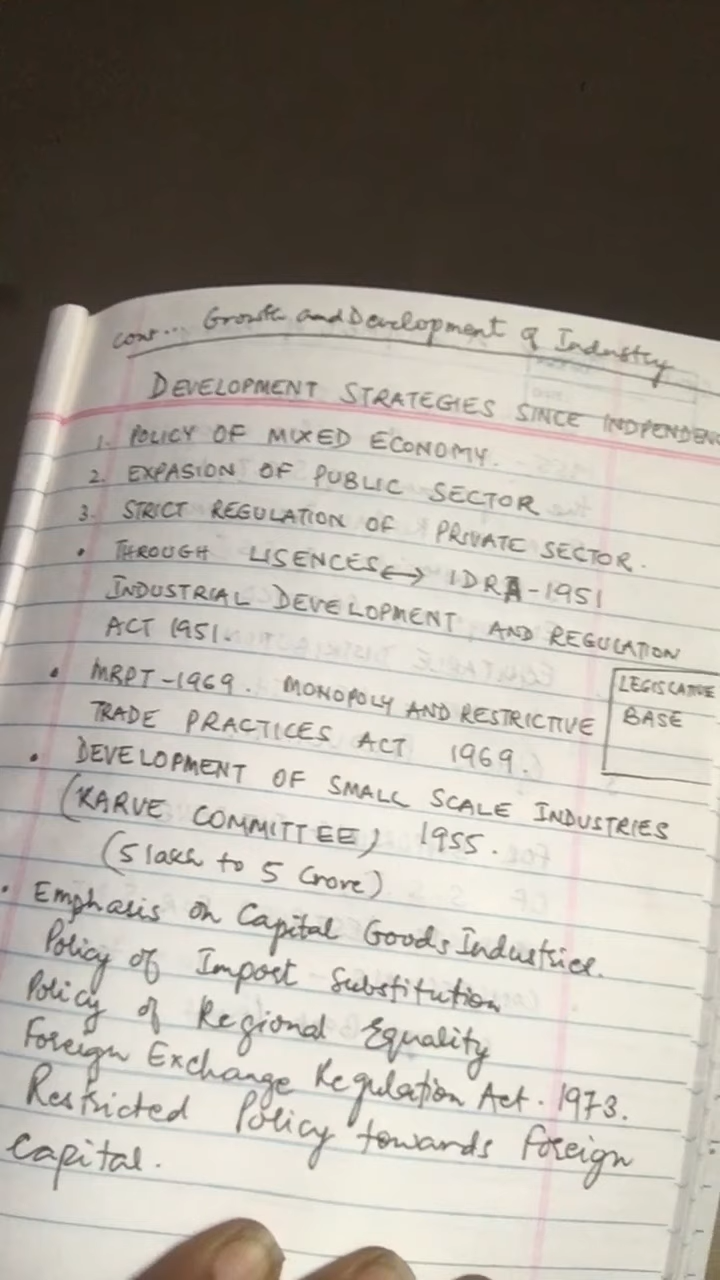 cont... Growth and Development of Industry
DEVELOPMENT STRATEGIES SINCE INDPENDENC
1. POLICY OF MIXED ECONOMY.
2. EXPASION OF PUBLIC SECTOR
3. STRICT REGULATION OF PRIVATE SECTOR.
• THROUGH LISENCES ↔ IDRA-1951
INDUSTRIAL DEVELOPMENT AND REGULATION
ACT 1951.
• MRPT-1969. MONOPOLY AND RESTRICTIVE
TRADE PRACTICES ACT 1969.
LEGISLATIVE
BASE
• DEVELOPMENT OF SMALL SCALE INDUSTRIES
(KARVE COMMITTEE) 1955.
(5 lakh to 5 Crore)
• Emphasis on Capital Goods Industries.
Policy of Import Substitution
Policy of Regional Equality
Foreign Exchange Regulation Act. 1973.
Restricted Policy towards foreign
capital.